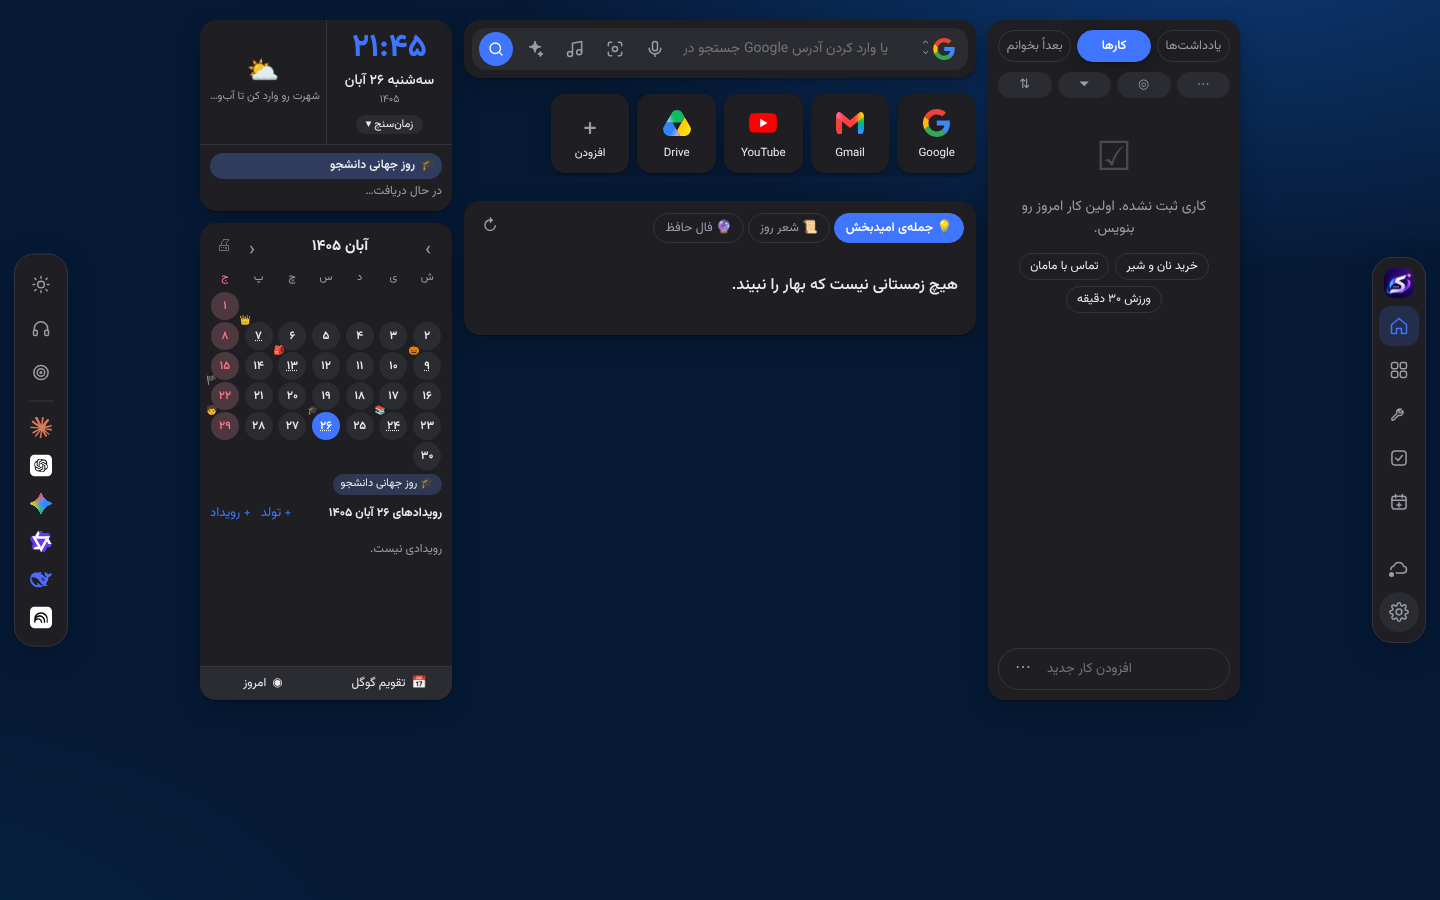 یادداشت‌ها
کارها
بعداً بخوانم
کاری ثبت نشده. اولین کار امروز رو
بنویس.
خرید نان و شیر
تماس با مامان
ورزش ۳۰ دقیقه
افزودن کار جدید
یا وارد کردن آدرس Google جستجو در
Google
Gmail
YouTube
Drive
افزودن
💡 جمله‌ی امیدبخش
📜 شعر روز
🔮 فال حافظ
هیچ زمستانی نیست که بهار را نبیند.
۲۱:۴۵
سه‌شنبه ۲۶ آبان
۱۴۰۵
زمان‌سنج ▾
شهرت رو وارد کن تا آب‌و...
🎓 روز جهانی دانشجو
در حال دریافت...
آبان ۱۴۰۵
ش ی د س چ پ ج
۱
۲ ۳ ۴ ۵ ۶ ۷ ۸
۹ ۱۰ ۱۱ ۱۲ ۱۳ ۱۴ ۱۵
۱۶ ۱۷ ۱۸ ۱۹ ۲۰ ۲۱ ۲۲
۲۳ ۲۴ ۲۵ ۲۶ ۲۷ ۲۸ ۲۹
۳۰
🎓 روز جهانی دانشجو
رویدادهای ۲۶ آبان ۱۴۰۵
+ تولد
+ رویداد
رویدادی نیست.
📅 تقویم گوگل
◉ امروز